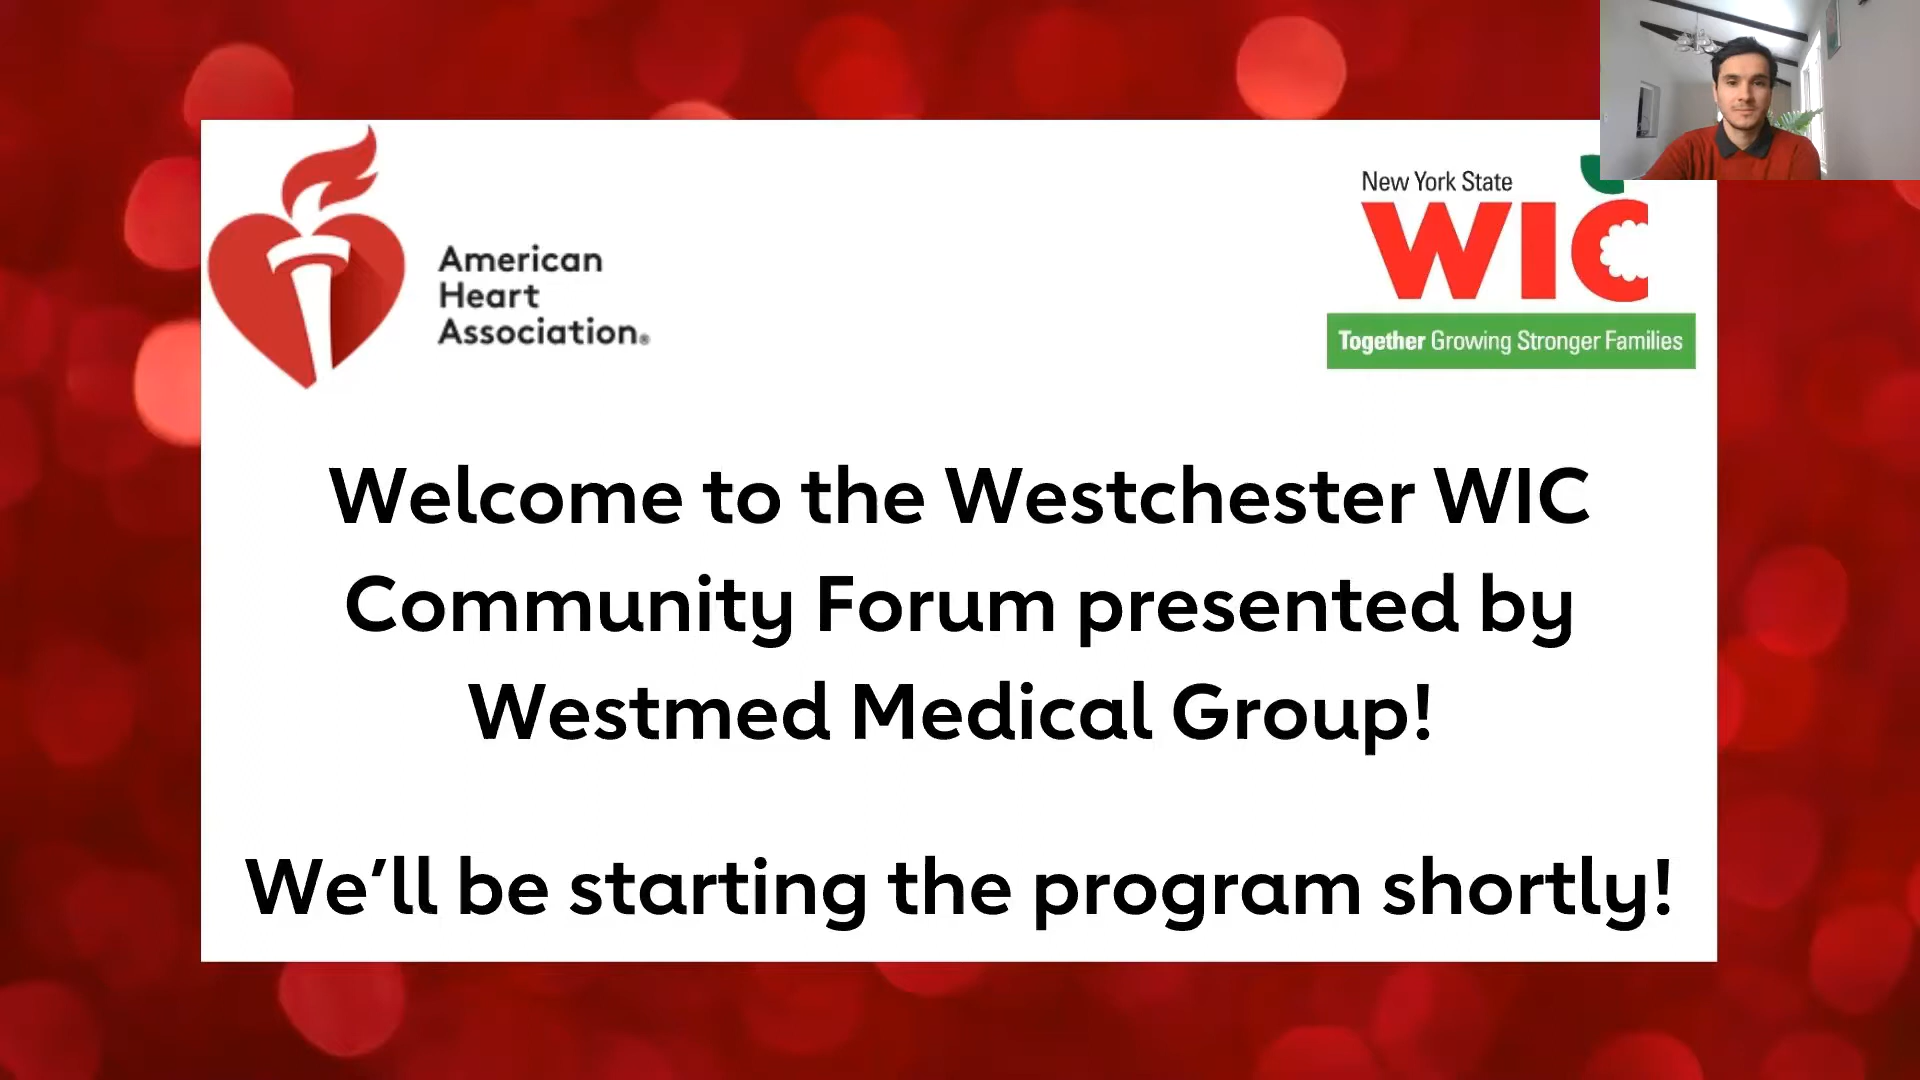 American
Heart
Association®
New York State
WIC
Together Growing Stronger Families
Welcome to the Westchester WIC
Community Forum presented by
Westmed Medical Group!
We’ll be starting the program shortly!